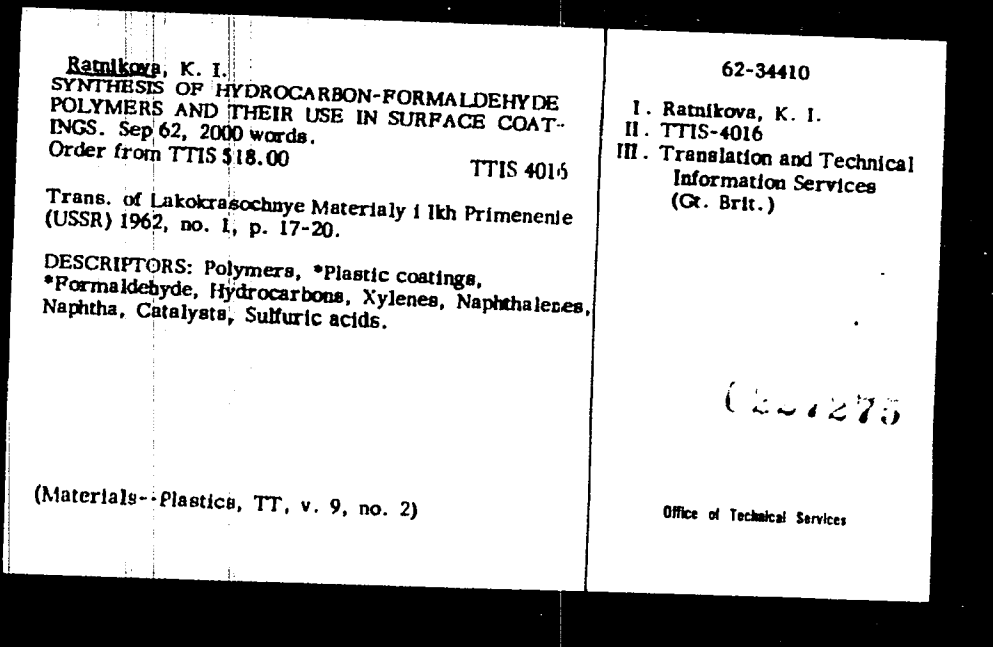 Ratnikova, K. I.
SYNTHESIS OF HYDROCARBON-FORMALDEHYDE
POLYMERS AND THEIR USE IN SURFACE COAT-
INGS. Sep 62, 2000 words.
Order from TTIS $18.00
TTIS 4016
Trans. of Lakokrasochnye Materialy i Ikh Primenenie
(USSR) 1962, no. 1, p. 17-20.
DESCRIPTORS: Polymers, *Plastic coatings,
*Formaldehyde, Hydrocarbons, Xylenes, Naphthalenes,
Naphtha, Catalysts, Sulfuric acids.
(Materials--Plastics, TT, v. 9, no. 2)
62-34410
I. Ratnikova, K. I.
II. TTIS-4016
III. Translation and Technical
Information Services
(Gt. Brit.)
Office of Technical Services